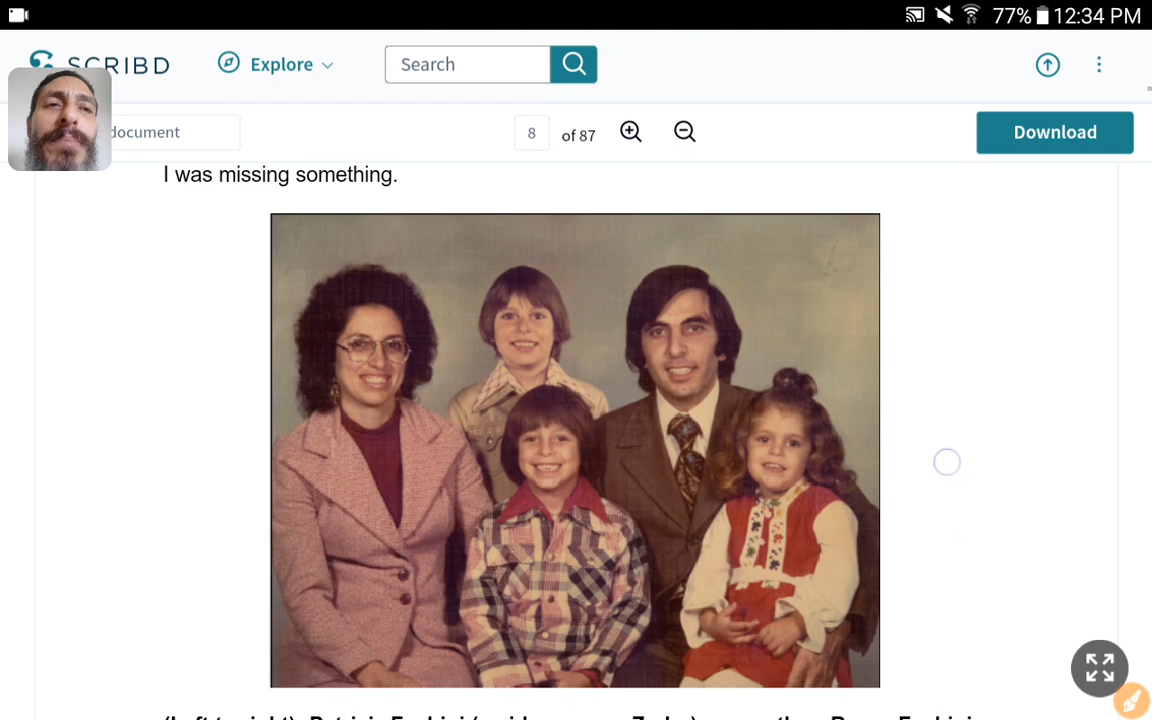 77% 12:34 PM
SCRIBD
Explore
Search
document
8
of 87
Download
I was missing something.